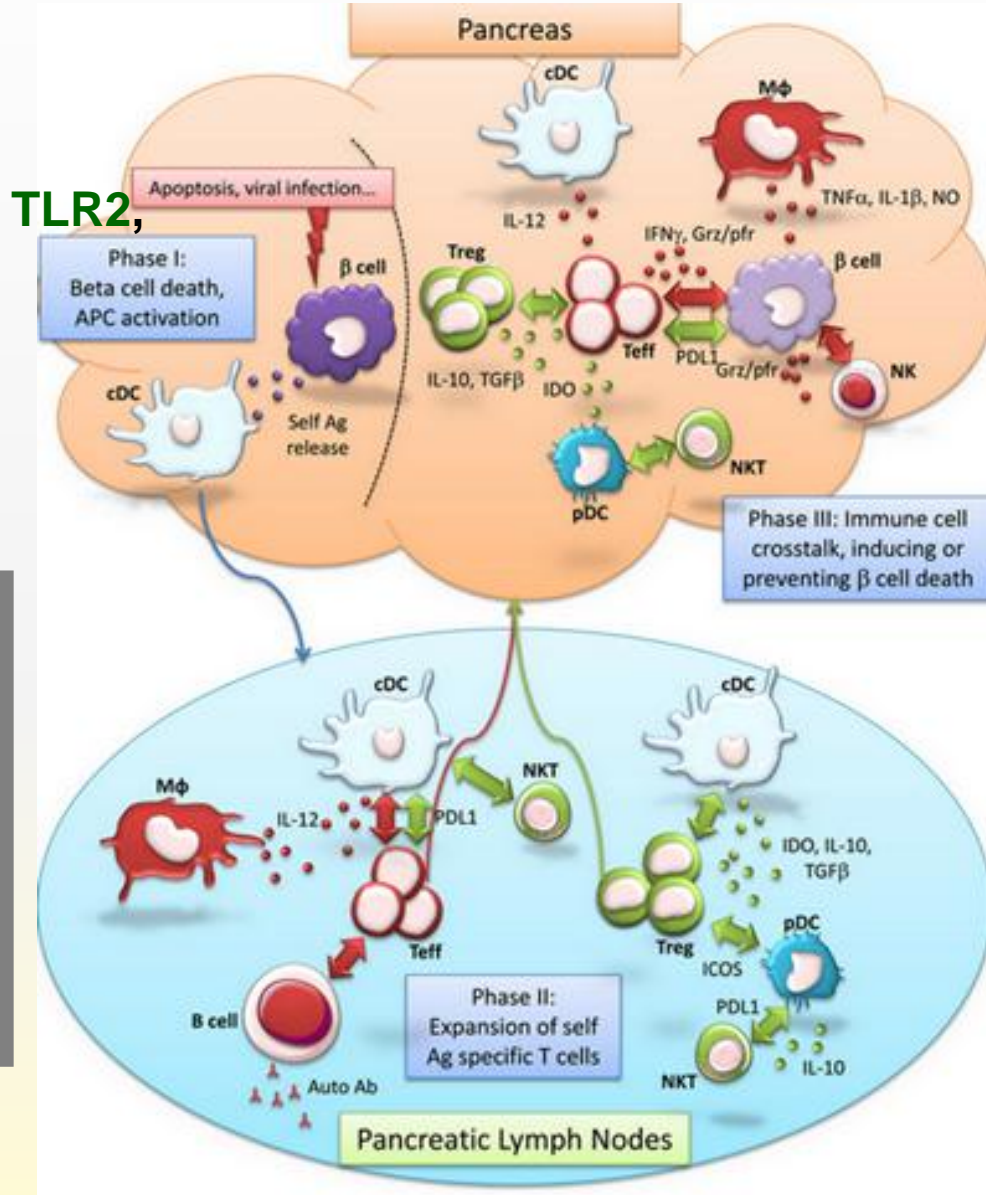 Pancreas
cDC
Mϕ
TLR2,
Apoptosis, viral infection...
IL-12
TNFα, IL-1β, NO
IFNγ, Grz/pfr
Phase I:
Beta cell death,
APC activation
β cell
Treg
β cell
Teff
PDL1
Grz/pfr
NK
IL-10, TGFβ
IDO
cDC
Self Ag
release
NKT
pDC
Phase III: Immune cell
crosstalk, inducing or
preventing β cell death
cDC
cDC
NKT
Mϕ
IL-12
PDL1
IDO, IL-10,
TGFβ
Teff
Treg
pDC
ICOS
B cell
Phase II:
Expansion of self
Ag specific T cells
PDL1
NKT
IL-10
Auto Ab
Pancreatic Lymph Nodes